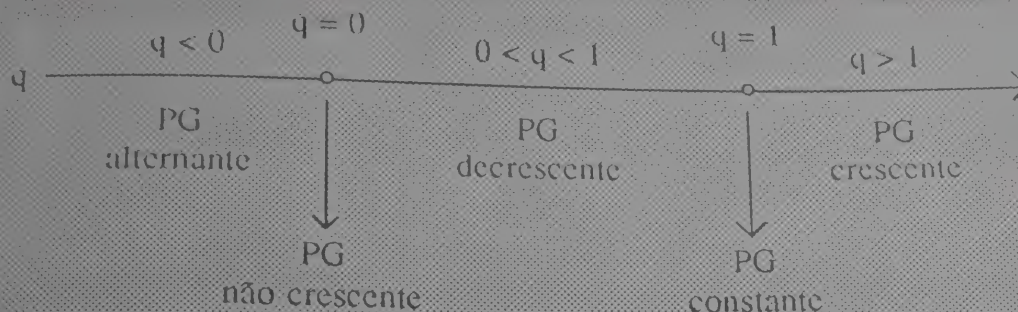 q < 0
q = 0
0 < q < 1
q = 1
q > 1
q
PG
alternante
PG
decrescente
PG
crescente
PG
não crescente
PG
constante